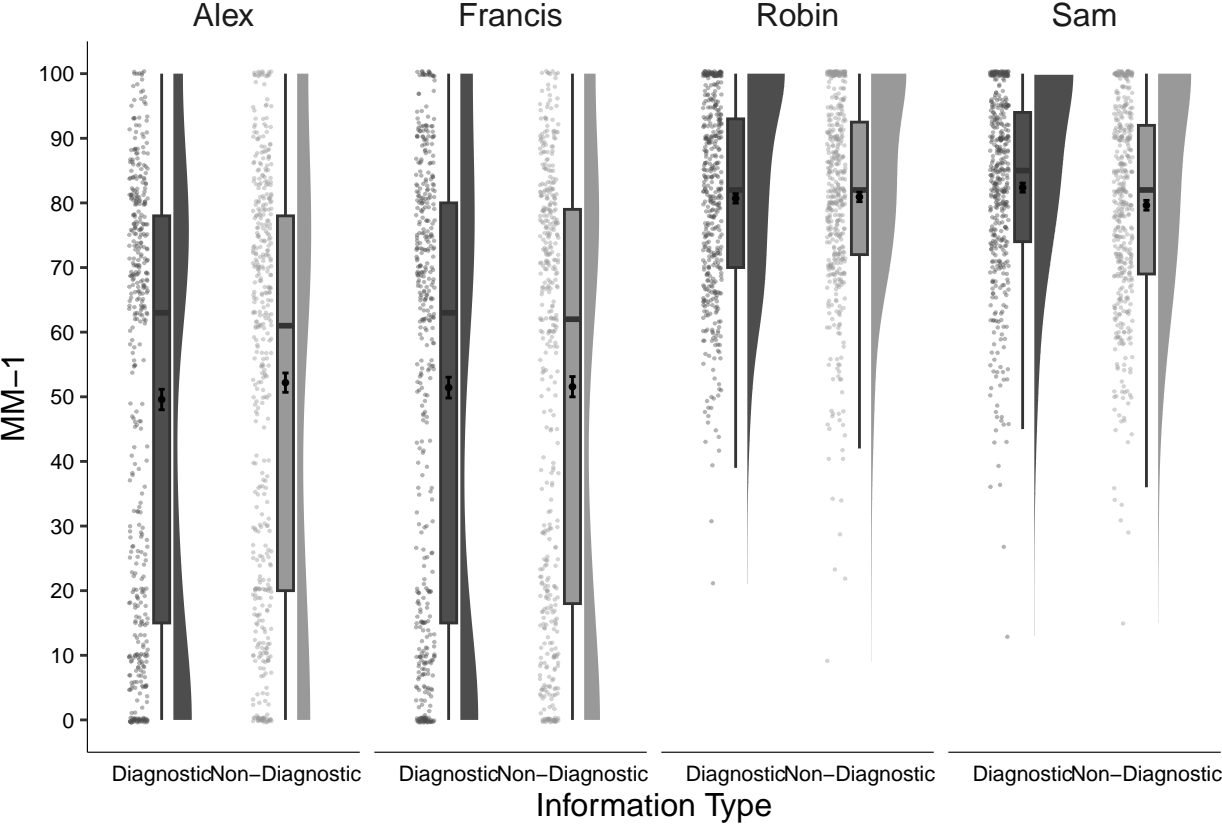 Alex Francis Robin Sam
MM−1
100
90
80
70
60
50
40
30
20
10
0
Diagnostic Non−Diagnostic Diagnostic Non−Diagnostic Diagnostic Non−Diagnostic Diagnostic Non−Diagnostic
Information Type